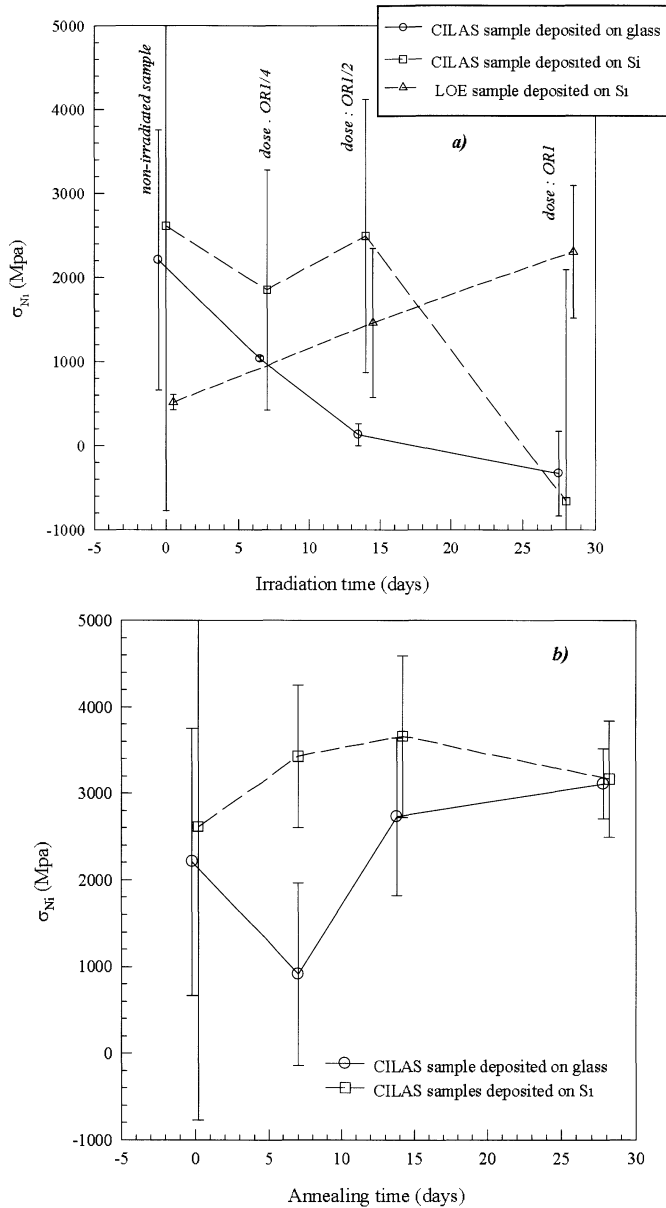 CILAS sample deposited on glass
CILAS sample deposited on Si
LOE sample deposited on Sı
non-irradiated sample
dose . OR1/4
dose : OR1/2
dose : OR1
a)
5000
4000
3000
2000
1000
0
-1000
σNi (Mpa)
-5 0 5 10 15 20 25 30
Irradiation time (days)
b)
5000
4000
3000
2000
1000
0
-1000
σNi (Mpa)
CILAS sample deposited on glass
CILAS samples deposited on Sı
-5 0 5 10 15 20 25 30
Annealing time (days)